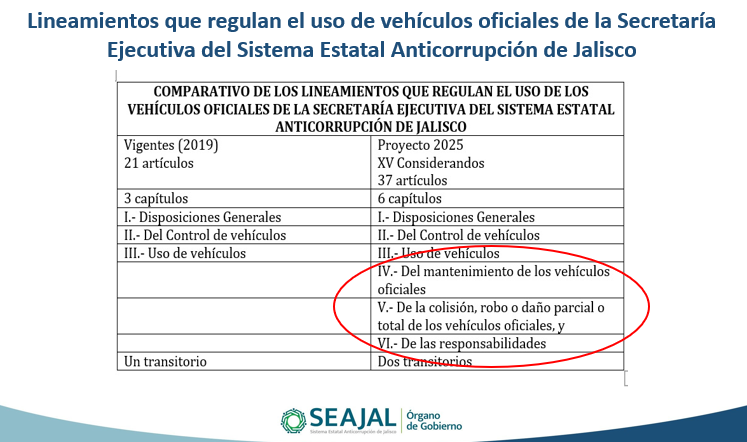 Lineamientos que regulan el uso de vehículos oficiales de la Secretaría
Ejecutiva del Sistema Estatal Anticorrupción de Jalisco
COMPARATIVO DE LOS LINEAMIENTOS QUE REGULAN EL USO DE LOS
VEHÍCULOS OFICIALES DE LA SECRETARÍA EJECUTIVA DEL SISTEMA ESTATAL
ANTICORRUPCIÓN DE JALISCO
Vigentes (2019)
21 artículos
Proyecto 2025
XV Considerandos
37 artículos
3 capítulos
6 capítulos
I.- Disposiciones Generales
I.- Disposiciones Generales
II.- Del Control de vehículos
II.- Del Control de vehículos
III.- Uso de vehículos
III.- Uso de vehículos
IV.- Del mantenimiento de los vehículos
oficiales
V.- De la colisión, robo o daño parcial o
total de los vehículos oficiales, y
VI.- De las responsabilidades
Un transitorio
Dos transitorios
SEAJAL
Sistema Estatal Anticorrupción de Jalisco
Órgano
de Gobierno